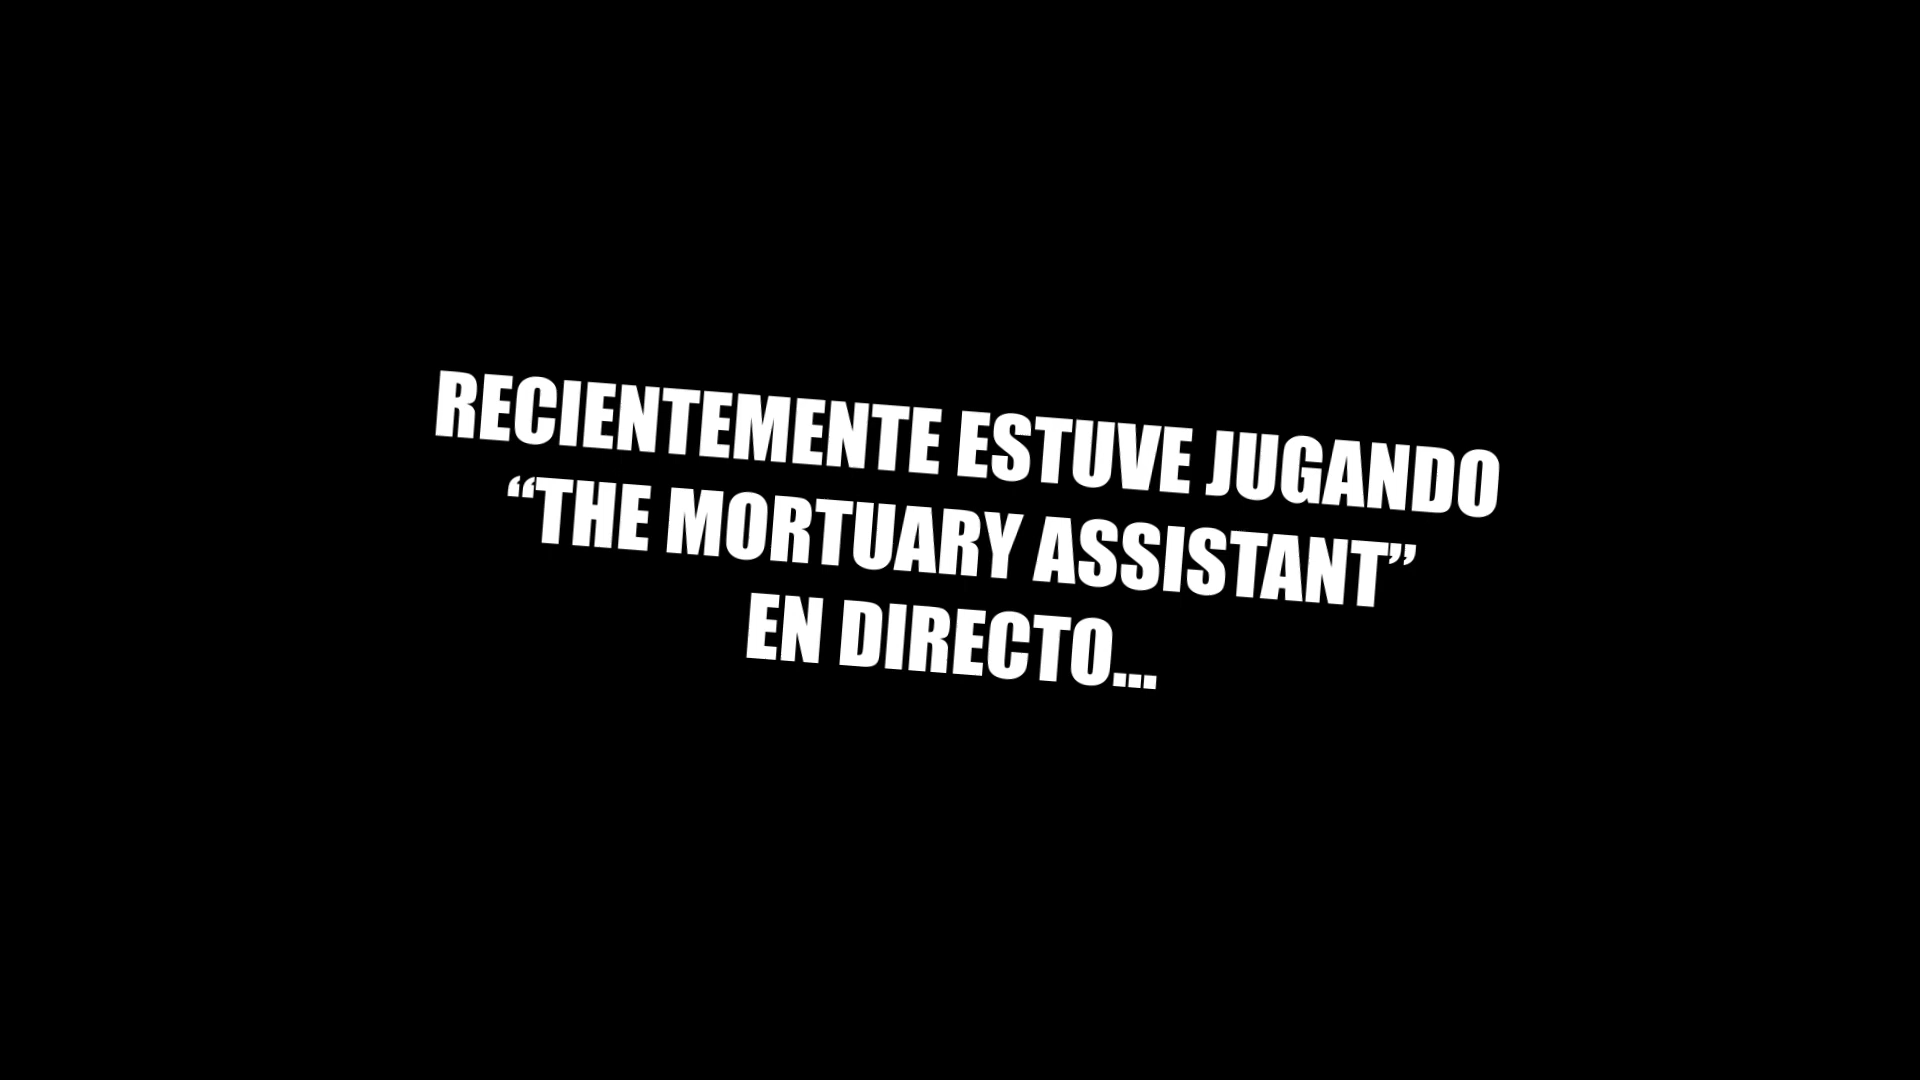 RECIENTEMENTE ESTUVE JUGANDO
“THE MORTUARY ASSISTANT”
EN DIRECTO...